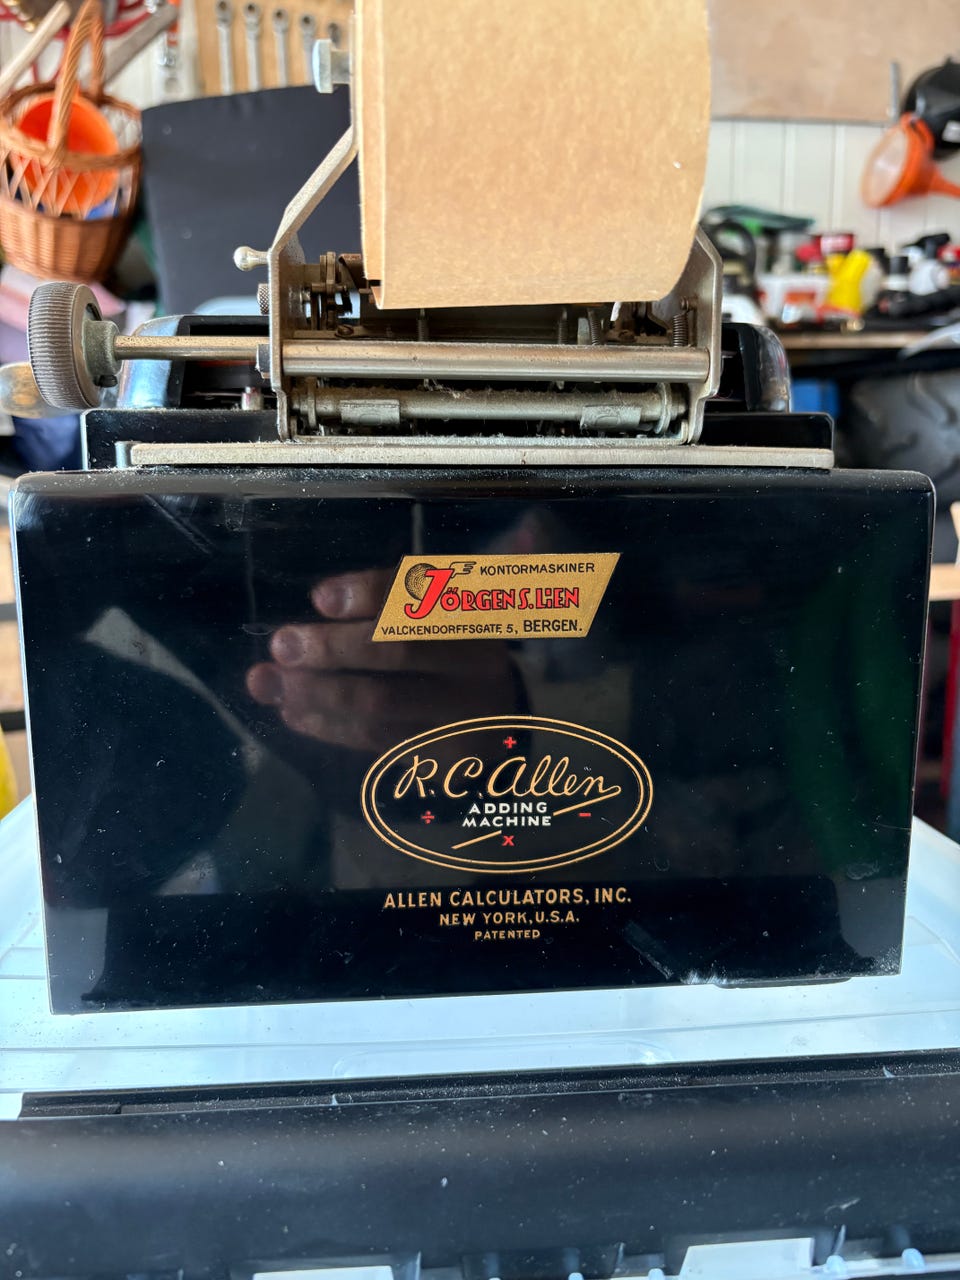 KONTORMASKINER
JÖRGEN S. LIEN
VALCKENDORFFSGATE 5, BERGEN.
+
R.C. Allen
ADDING
÷ MACHINE −
x
ALLEN CALCULATORS, INC.
NEW YORK, U.S.A.
PATENTED